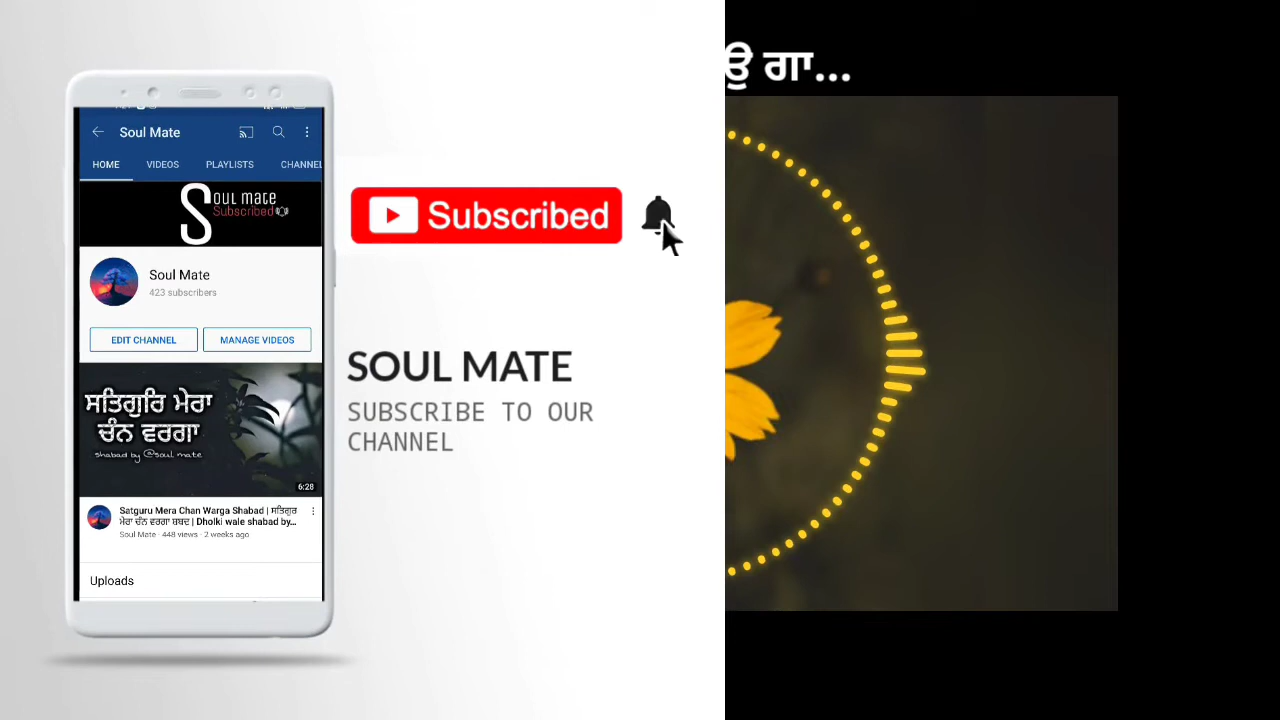 Soul Mate
HOME VIDEOS PLAYLISTS CHANNEL
Soul mate
Subscribed
Soul Mate
423 subscribers
EDIT CHANNEL MANAGE VIDEOS
ਸਤਿਗੁਰਿ ਮੇਰਾ
ਚੰਨ ਵਰਗਾ
shabad by @soul mate
6:28
Satguru Mera Chan Warga Shabad | ਸਤਿਗੁਰ
ਮੇਰਾ ਚੰਨ ਵਰਗਾ ਸ਼ਬਦ | Dholki wale shabad by...
Soul Mate · 448 views · 2 weeks ago
Uploads
Subscribed
SOUL MATE
SUBSCRIBE TO OUR
CHANNEL
ਗਾ...